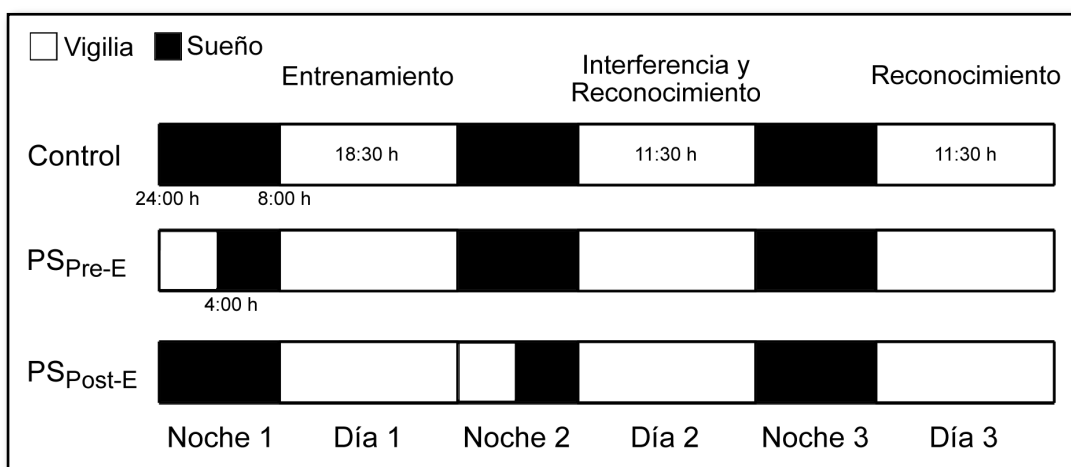 Vigilia Sueño
Entrenamiento
Interferencia y
Reconocimiento
Reconocimiento
Control
18:30 h
11:30 h
11:30 h
24:00 h
8:00 h
PSPre-E
4:00 h
PSPost-E
Noche 1
Día 1
Noche 2
Día 2
Noche 3
Día 3